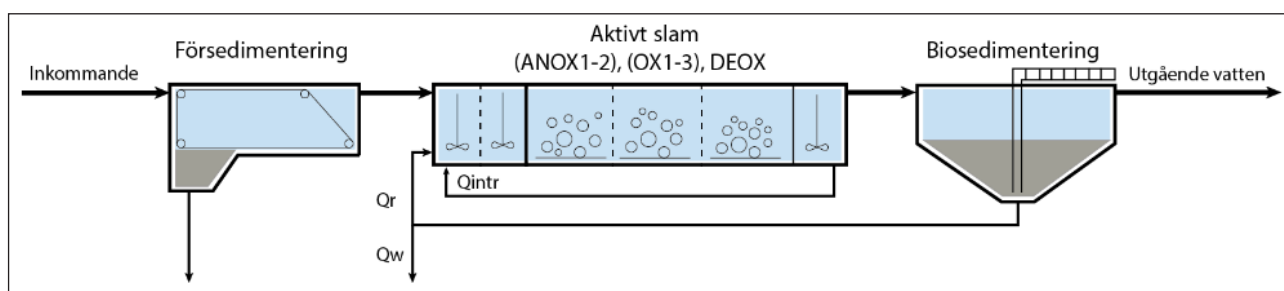 Aktivt slam
(ANOX1-2), (OX1-3), DEOX
Försedimentering
Biosedimentering
Inkommande
Utgående vatten
Qintr
Qr
Qw